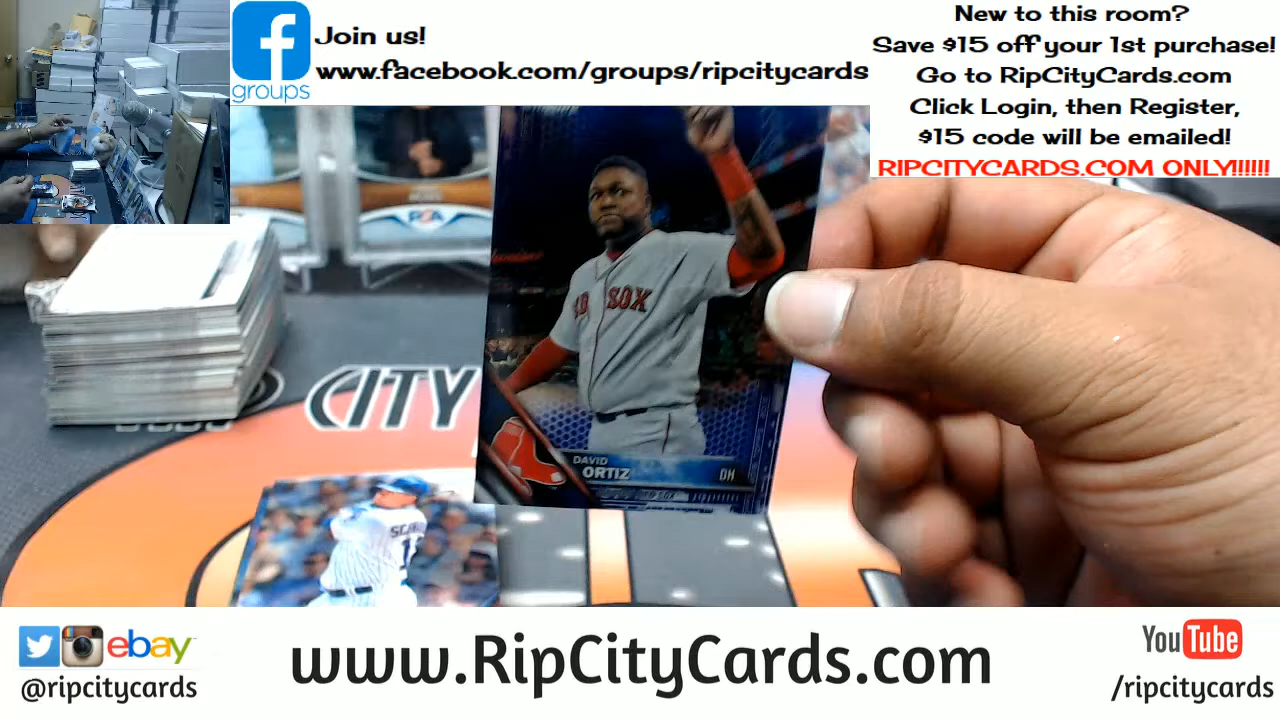 f
groups
Join us!
www.facebook.com/groups/ripcitycards
New to this room?
Save $15 off your 1st purchase!
Go to RipCityCards.com
Click Login, then Register,
$15 code will be emailed!
RIPCITYCARDS.COM ONLY!!!!!!
PSA
SOX
CITY
DAVID
ORTIZ
DH
ebay
@ripcitycards
www.RipCityCards.com
YouTube
/ripcitycards